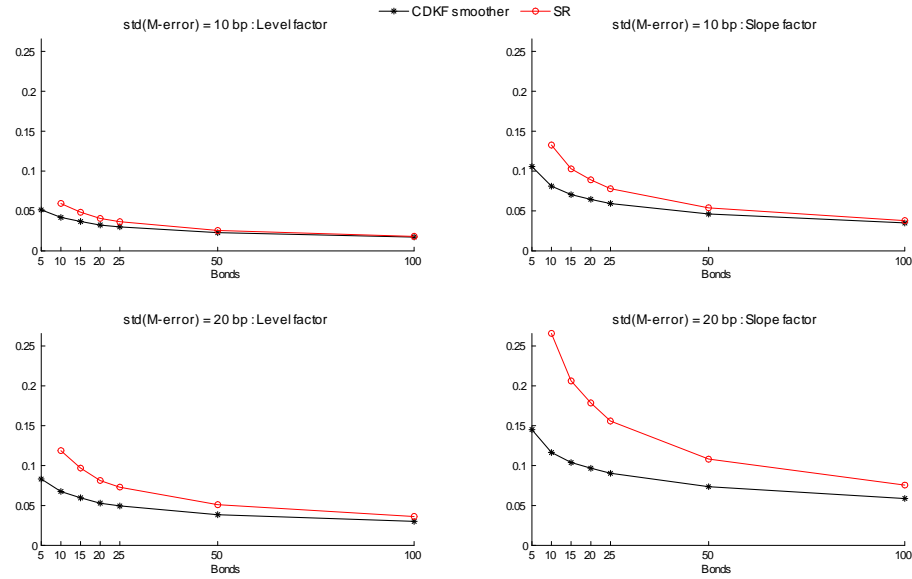 CDKF smoother SR
std(M-error) = 10 bp : Level factor
0.25
0.2
0.15
0.1
0.05
0
5 10 15 20 25 50 100
Bonds
std(M-error) = 10 bp : Slope factor
0.25
0.2
0.15
0.1
0.05
0
5 10 15 20 25 50 100
Bonds
std(M-error) = 20 bp : Level factor
0.25
0.2
0.15
0.1
0.05
0
5 10 15 20 25 50 100
Bonds
std(M-error) = 20 bp : Slope factor
0.25
0.2
0.15
0.1
0.05
0
5 10 15 20 25 50 100
Bonds